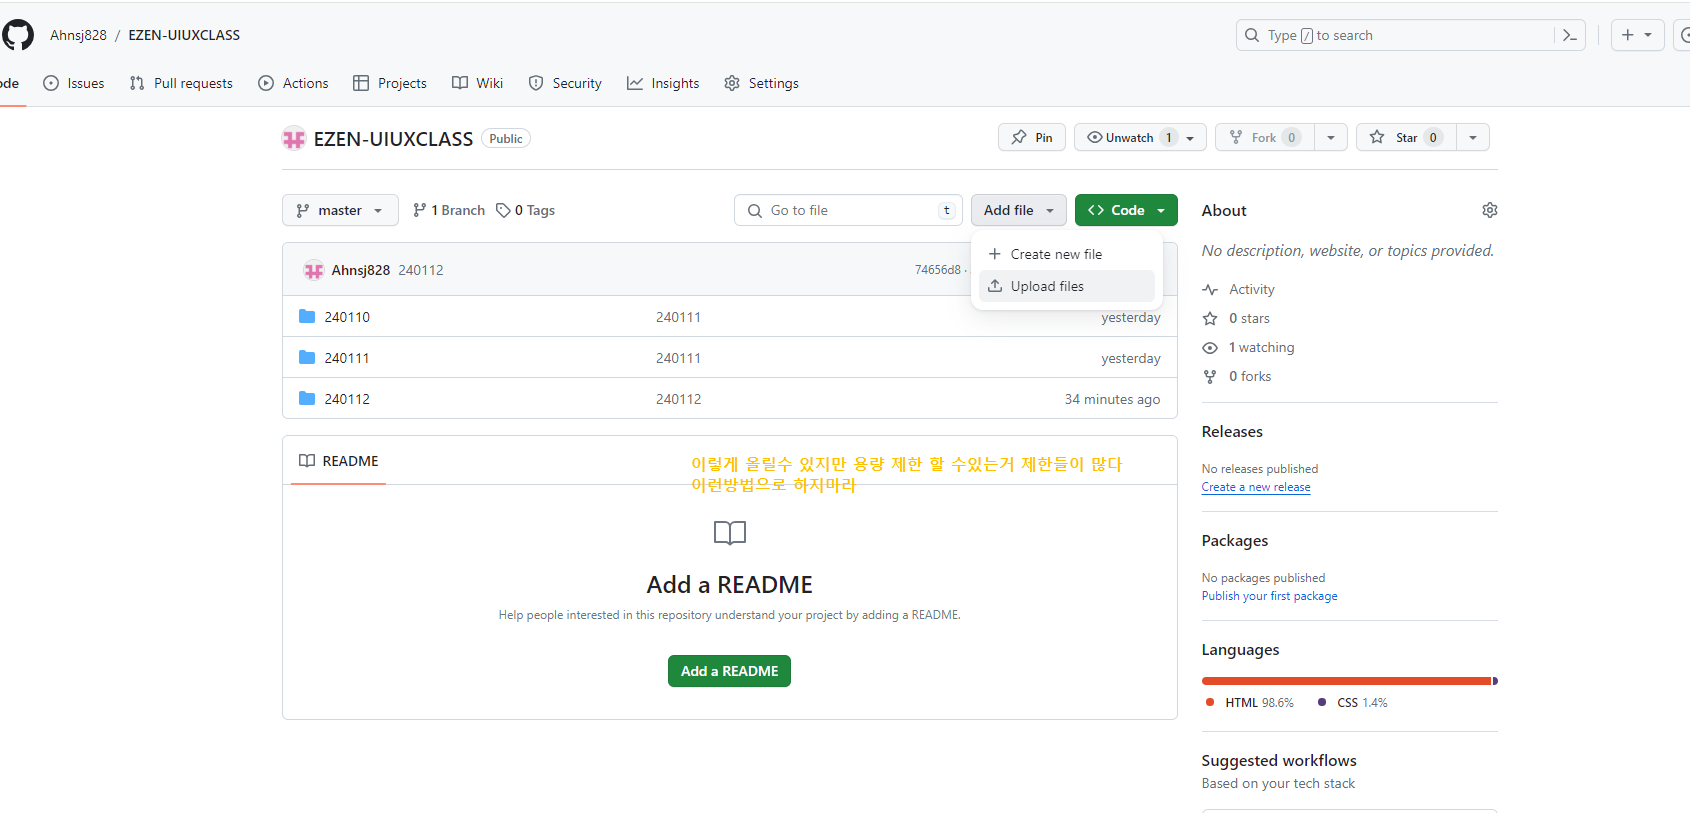 Ahnsj828 / EZEN-UIUXCLASS
Type / to search
ode Issues Pull requests Actions Projects Wiki Security Insights Settings
EZEN-UIUXCLASS Public
Pin Unwatch 1 Fork 0 Star 0
master 1 Branch 0 Tags
Go to file t
Add file
Code
Create new file
Upload files
Ahnsj828 240112
74656d8 ·
240110 240111 yesterday
240111 240111 yesterday
240112 240112 34 minutes ago
README
이렇게 올릴수 있지만 용량 제한 할 수있는거 제한들이 많다
이런방법으로 하지마라
Add a README
Help people interested in this repository understand your project by adding a README.
Add a README
About
No description, website, or topics provided.
Activity
0 stars
1 watching
0 forks
Releases
No releases published
Create a new release
Packages
No packages published
Publish your first package
Languages
HTML 98.6% CSS 1.4%
Suggested workflows
Based on your tech stack